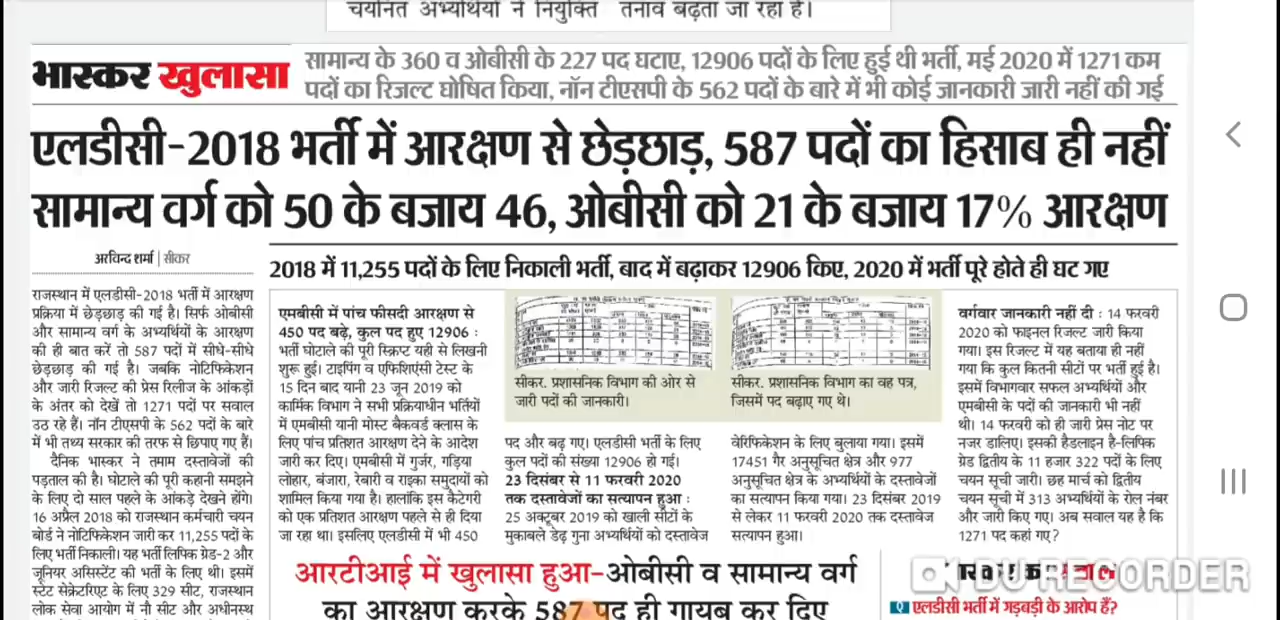 चयनित अभ्यर्थियों ने नियुक्ति तनाव बढ़ता जा रहा है।
भास्कर खुलासा
सामान्य के 360 व ओबीसी के 227 पद घटाए, 12906 पदों के लिए हुई थी भर्ती, मई 2020 में 1271 कम
पदों का रिजल्ट घोषित किया, नॉन टीएसपी के 562 पदों के बारे में भी कोई जानकारी जारी नहीं की गई
एलडीसी-2018 भर्ती में आरक्षण से छेड़छाड़, 587 पदों का हिसाब ही नहीं
सामान्य वर्ग को 50 के बजाय 46, ओबीसी को 21 के बजाय 17% आरक्षण
अरविन्द शर्मा | सीकर
राजस्थान में एलडीसी-2018 भर्ती में आरक्षण
प्रक्रिया में छेड़छाड़ की गई है। सिर्फ ओबीसी
और सामान्य वर्ग के अभ्यर्थियों के आरक्षण
की ही बात करें तो 587 पदों में सीधे-सीधे
छेड़छाड़ की गई है। जबकि नोटिफिकेशन
और जारी रिजल्ट की प्रेस रिलीज के आंकड़ों
के अंतर को देखें तो 1271 पदों पर सवाल
उठ रहे हैं। नॉन टीएसपी के 562 पदों के बारे
में भी तथ्य सरकार की तरफ से छिपाए गए हैं।
दैनिक भास्कर ने तमाम दस्तावेजों की
पड़ताल की है। घोटाले की पूरी कहानी समझने
के लिए दो साल पहले के आंकड़े देखने होंगे।
16 अप्रैल 2018 को राजस्थान कर्मचारी चयन
बोर्ड ने नोटिफिकेशन जारी कर 11,255 पदों के
लिए भर्ती निकाली। यह भर्ती लिपिक ग्रेड-2 और
जूनियर असिस्टेंट की भर्ती के लिए थी। इसमें
स्टेट सेक्रेटरिएट के लिए 329 सीट, राजस्थान
लोक सेवा आयोग में नौ सीट और अधीनस्थ
2018 में 11,255 पदों के लिए निकाली भर्ती, बाद में बढ़ाकर 12906 किए, 2020 में भर्ती पूरे होते ही घट गए
एमबीसी में पांच फीसदी आरक्षण से
450 पद बढ़े, कुल पद हुए 12906 :
भर्ती घोटाले की पूरी स्क्रिप्ट यही से लिखनी
शुरू हुई। टाइपिंग व एफिशिएंसी टेस्ट के
15 दिन बाद यानी 23 जून 2019 को
कार्मिक विभाग ने सभी प्रक्रियाधीन भर्तियों
में एमबीसी यानी मोस्ट बैकवर्ड क्लास के
लिए पांच प्रतिशत आरक्षण देने के आदेश
जारी कर दिए। एमबीसी में गुर्जर, गड़िया
लोहार, बंजारा, रेबारी व राइका समुदायों को
शामिल किया गया है। हालांकि इस कैटेगरी
को एक प्रतिशत आरक्षण पहले से ही दिया
जा रहा था। इसलिए एलडीसी में भी 450
सीकर. प्रशासनिक विभाग की ओर से
जारी पदों की जानकारी।
पद और बढ़ गए। एलडीसी भर्ती के लिए
कुल पदों की संख्या 12906 हो गई।
23 दिसंबर से 11 फरवरी 2020
तक दस्तावेजों का सत्यापन हुआ :
25 अक्टूबर 2019 को खाली सीटों के
मुकाबले डेढ़ गुना अभ्यर्थियों को दस्तावेज
सीकर. प्रशासनिक विभाग का वह पत्र,
जिसमें पद बढ़ाए गए थे।
वेरिफिकेशन के लिए बुलाया गया। इसमें
17451 गैर अनुसूचित क्षेत्र और 977
अनुसूचित क्षेत्र के अभ्यर्थियों के दस्तावेजों
का सत्यापन किया गया। 23 दिसंबर 2019
से लेकर 11 फरवरी 2020 तक दस्तावेज
सत्यापन हुआ।
वर्गवार जानकारी नहीं दी : 14 फरवरी
2020 को फाइनल रिजल्ट जारी किया
गया। इस रिजल्ट में यह बताया ही नहीं
गया कि कुल कितनी सीटों पर भर्ती हुई है।
इसमें विभागवार सफल अभ्यर्थियों और
एमबीसी के पदों की जानकारी भी नहीं
थी। 14 फरवरी को ही जारी प्रेस नोट पर
नजर डालिए। इसकी हैडलाइन है-लिपिक
ग्रेड द्वितीय के 11 हजार 322 पदों के लिए
चयन सूची जारी। छह मार्च को द्वितीय
चयन सूची में 313 अभ्यर्थियों के रोल नंबर
और जारी किए गए। अब सवाल यह है कि
1271 पद कहां गए?
आरटीआई में खुलासा हुआ-ओबीसी व सामान्य वर्ग
का आरक्षण करके 587 पद ही गायब कर दिए
DU RECORDER
Q एलडीसी भर्ती में गड़बड़ी के आरोप हैं?